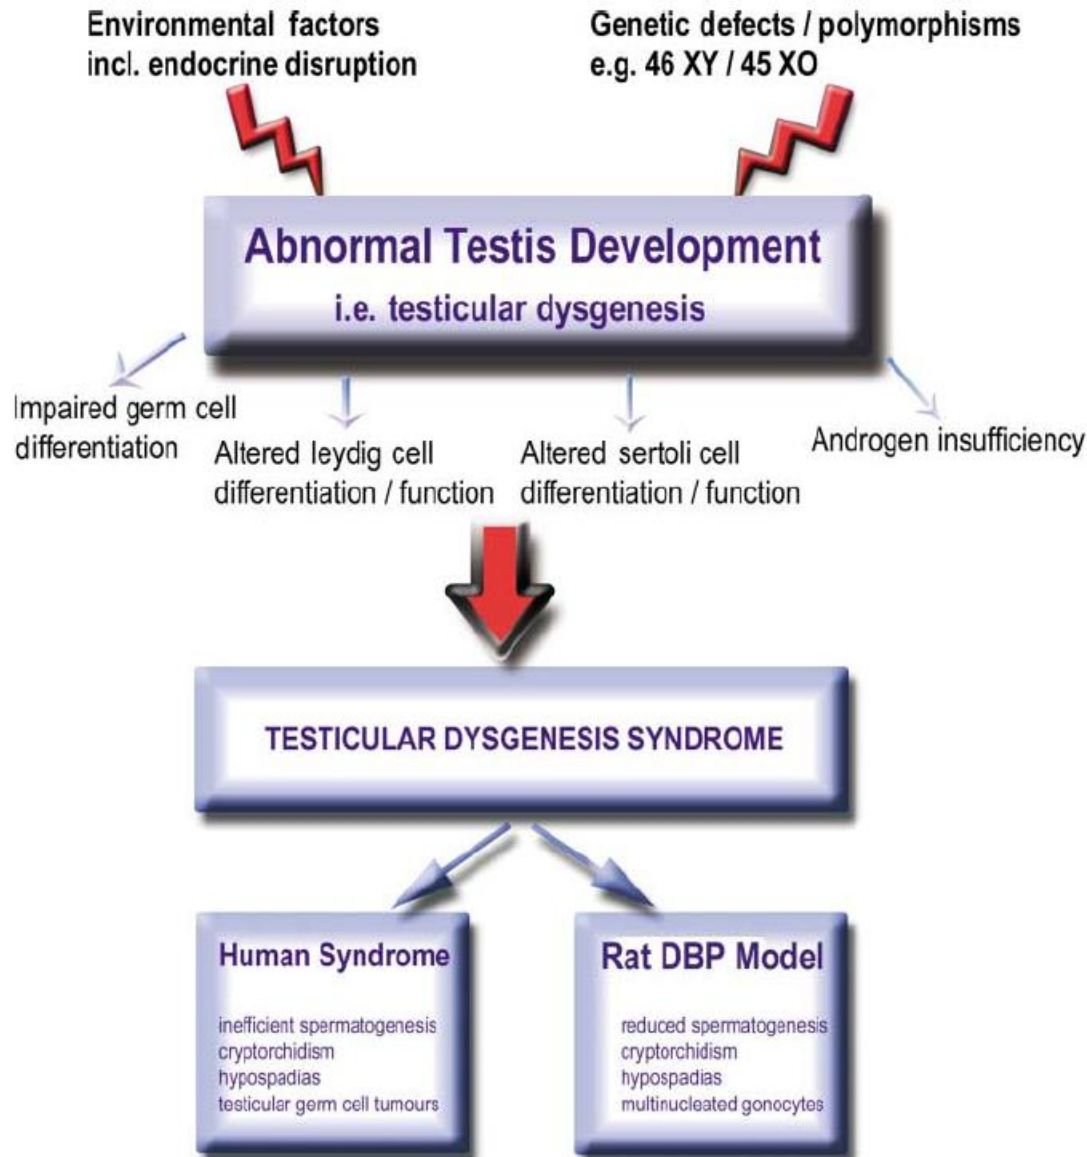 Environmental factors
incl. endocrine disruption
Genetic defects / polymorphisms
e.g. 46 XY / 45 XO
Abnormal Testis Development
i.e. testicular dysgenesis
Impaired germ cell
differentiation
Altered leydig cell
differentiation / function
Altered sertoli cell
differentiation / function
Androgen insufficiency
TESTICULAR DYSGENESIS SYNDROME
Human Syndrome
inefficient spermatogenesis
cryptorchidism
hypospadias
testicular germ cell tumours
Rat DBP Model
reduced spermatogenesis
cryptorchidism
hypospadias
multinucleated gonocytes